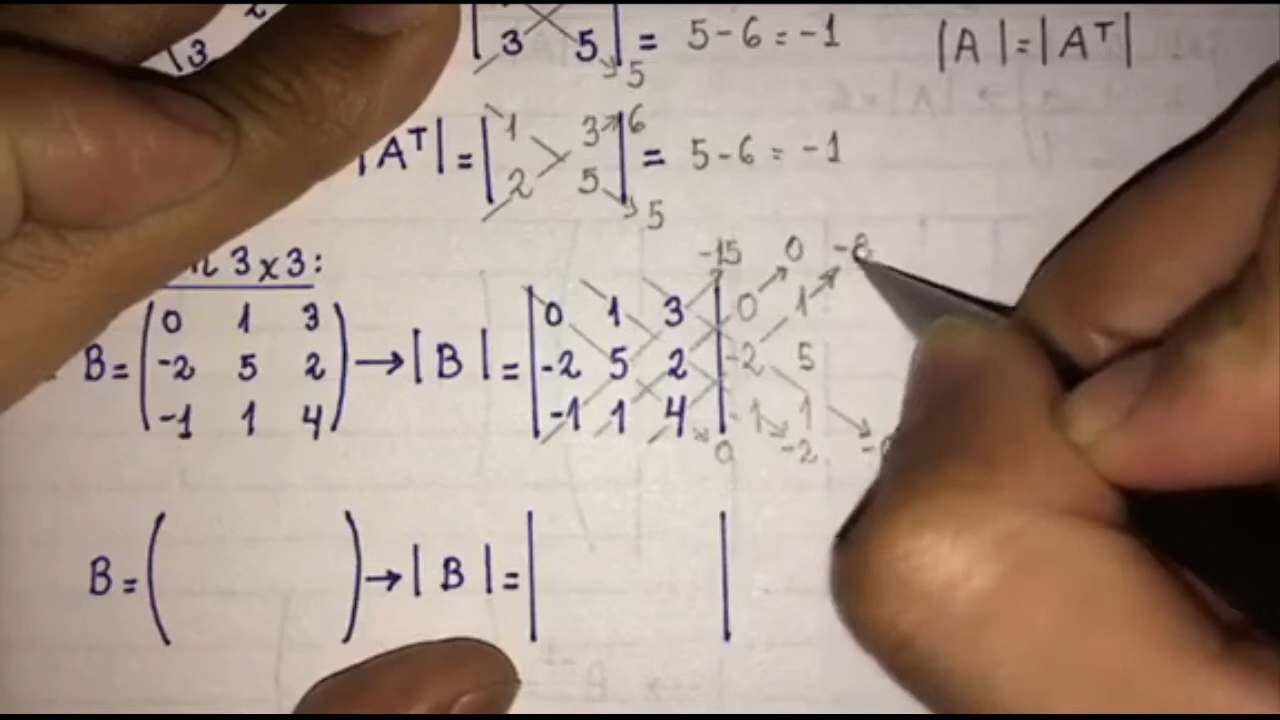 3 5 = 5-6=-1 |A|=|Aᵀ|
5
|Aᵀ|= 1 3 6 = 5-6=-1
2 5
5
3x3:
-15 0 -8
B= 0 1 3 → |B|= 0 1 3 0 1
-2 5 2 -2 5 2 -2 5
-1 1 4 -1 1 4 -1 1
0 -2
B=( ) → |B|= | |